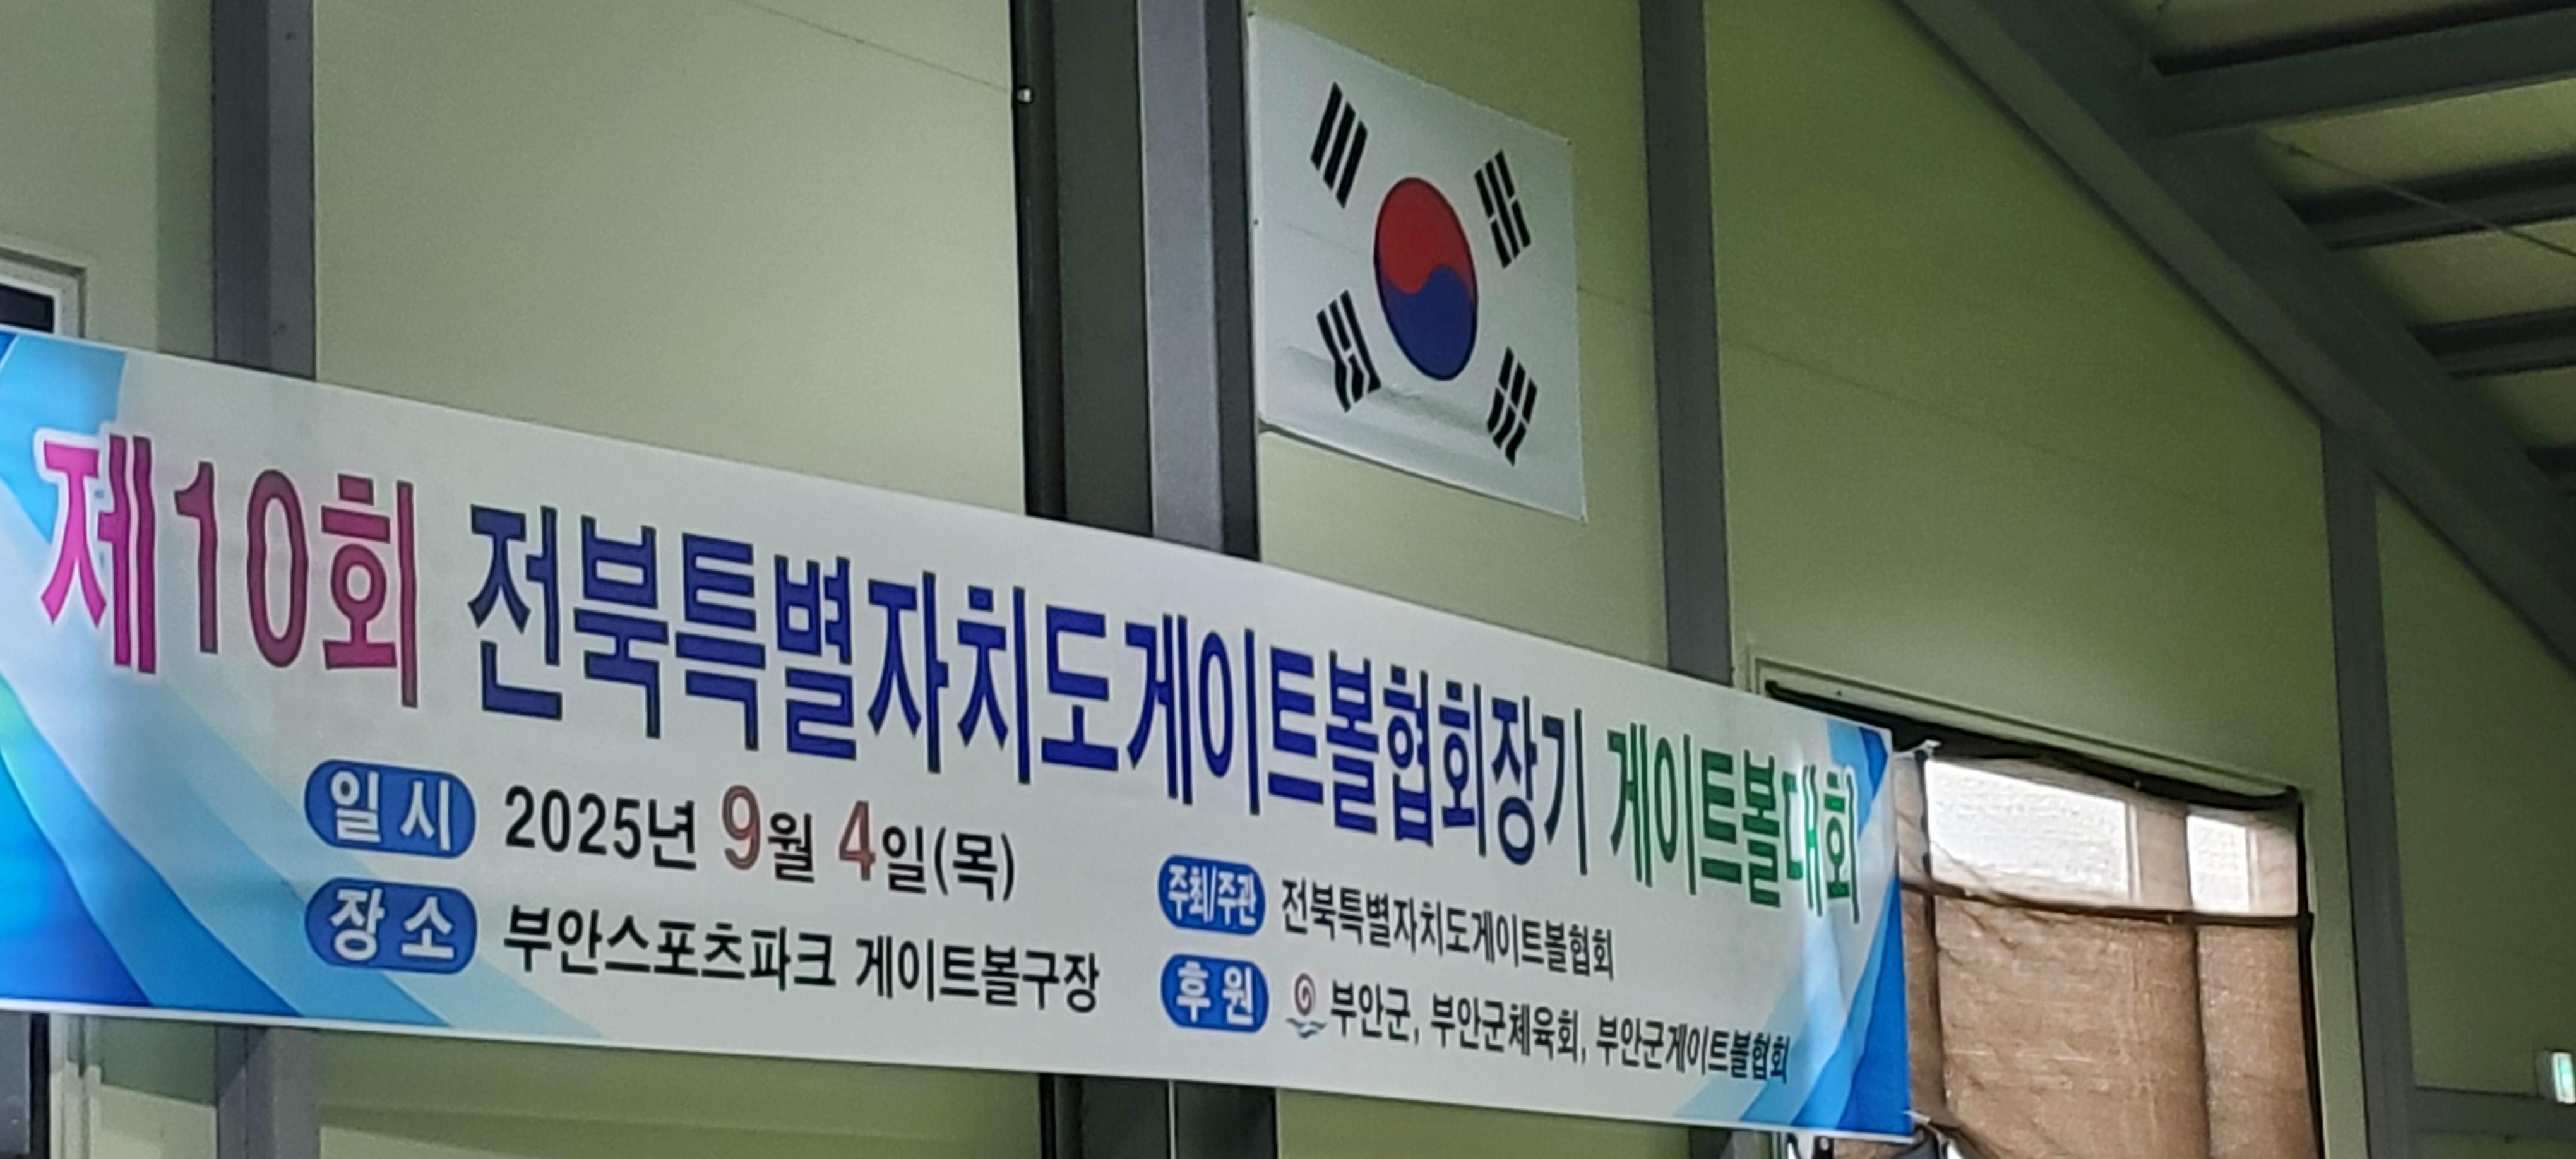 제10회 전북특별자치도게이트볼협회장기 게이트볼대회
일시 2025년 9월 4일(목)
장소 부안스포츠파크 게이트볼구장
주최/주관 전북특별자치도게이트볼협회
후원 부안군, 부안군체육회, 부안군게이트볼협회